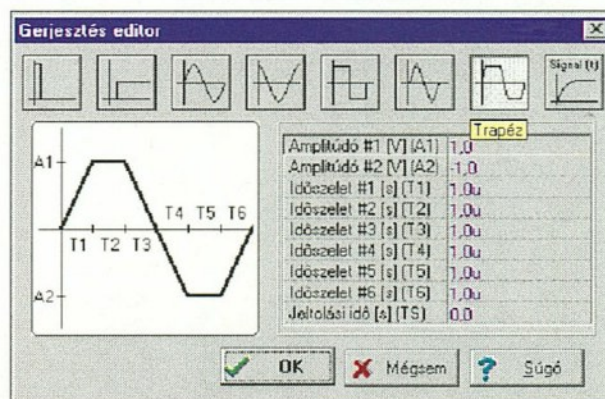 Gerjesztés editor
Signal (t)
Trapéz
A1
T4 T5 T6
T1 T2 T3
A2
Amplitúdó #1 [V] (A1) 1,0
Amplitúdó #2 [V] (A2) -1,0
Időszelet #1 [s] (T1) 1,0u
Időszelet #2 [s] (T2) 1,0u
Időszelet #3 [s] (T3) 1,0u
Időszelet #4 [s] (T4) 1,0u
Időszelet #5 [s] (T5) 1,0u
Időszelet #6 [s] (T6) 1,0u
Jeltolási idő [s] (TS) 0,0
OK Mégsem Súgó